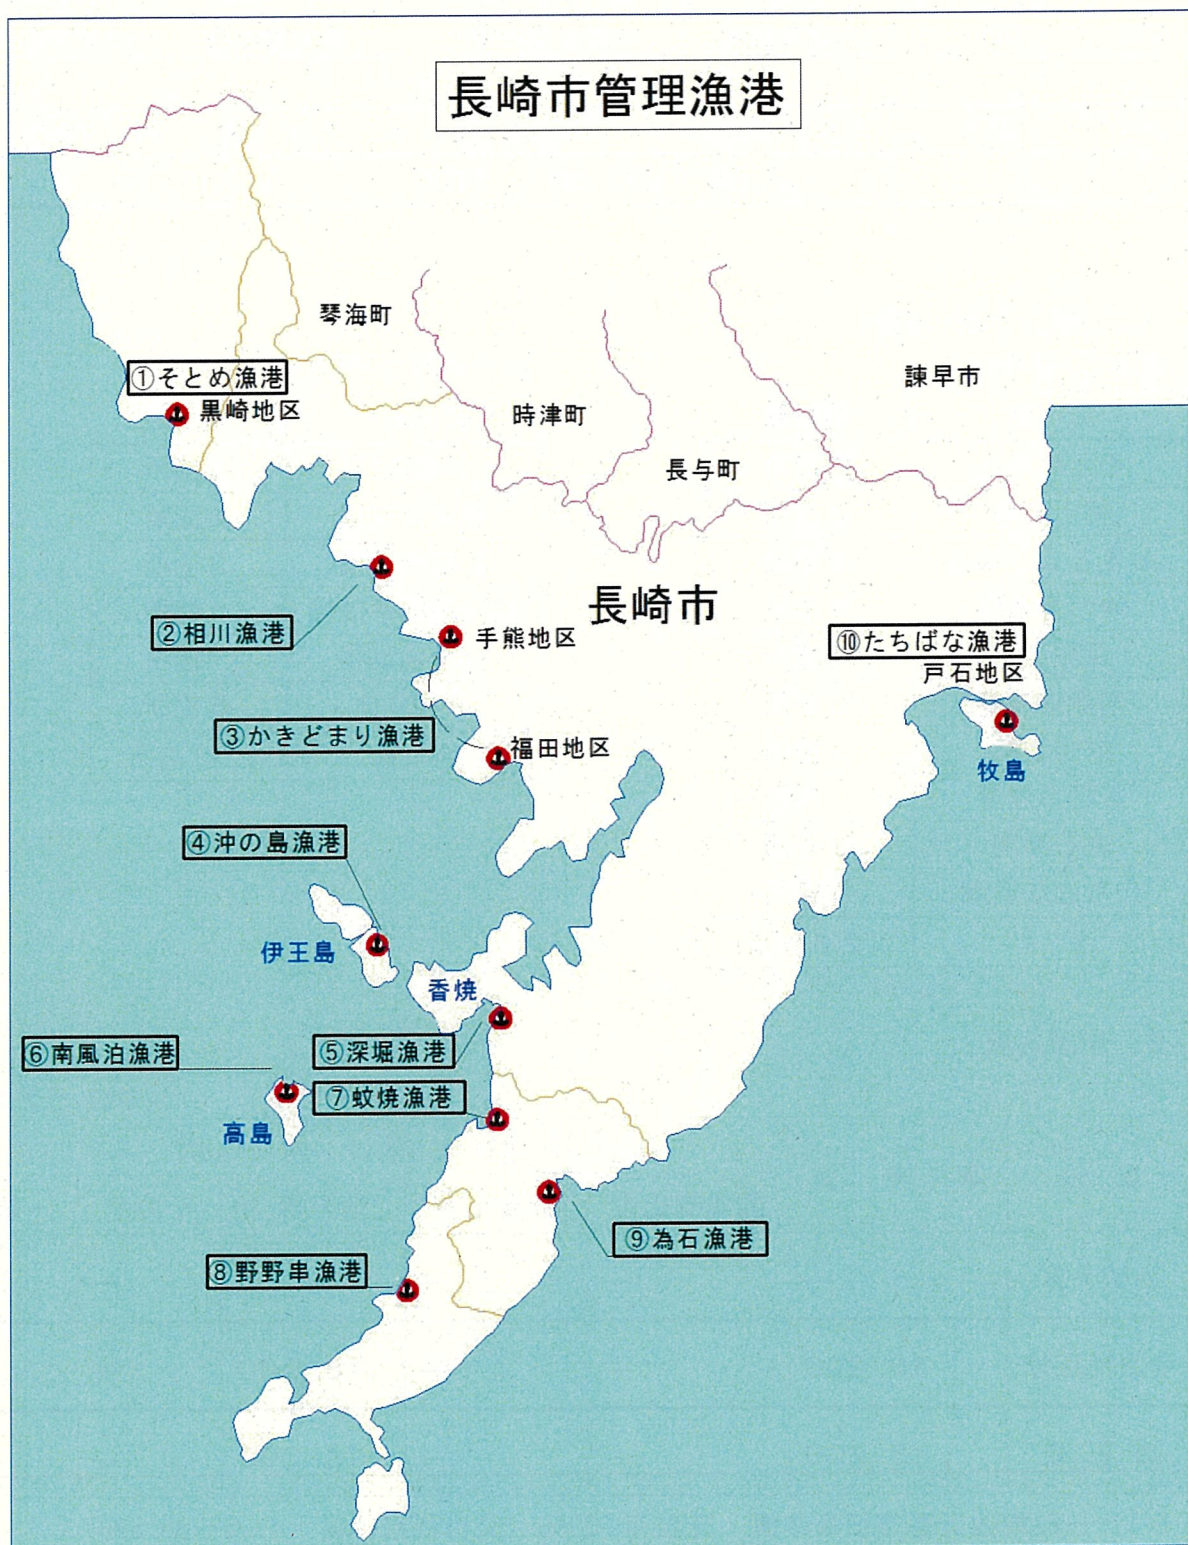 長崎市管理漁港
琴海町
①そとめ漁港
黒崎地区
時津町
諫早市
長与町
長崎市
②相川漁港
手熊地区
⑩たちばな漁港
戸石地区
③かきどまり漁港
福田地区
牧島
④沖の島漁港
伊王島
香焼
⑥南風泊漁港
⑤深堀漁港
⑦蚊焼漁港
高島
⑨為石漁港
⑧野野串漁港